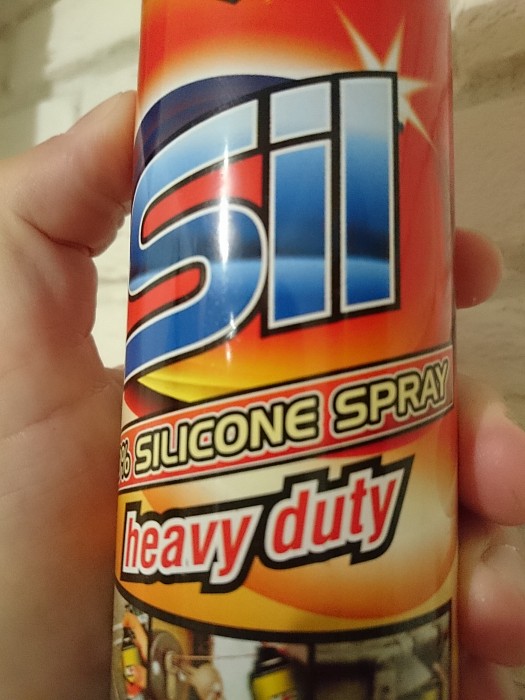 Sil
% SILICONE SPRAY
heavy duty